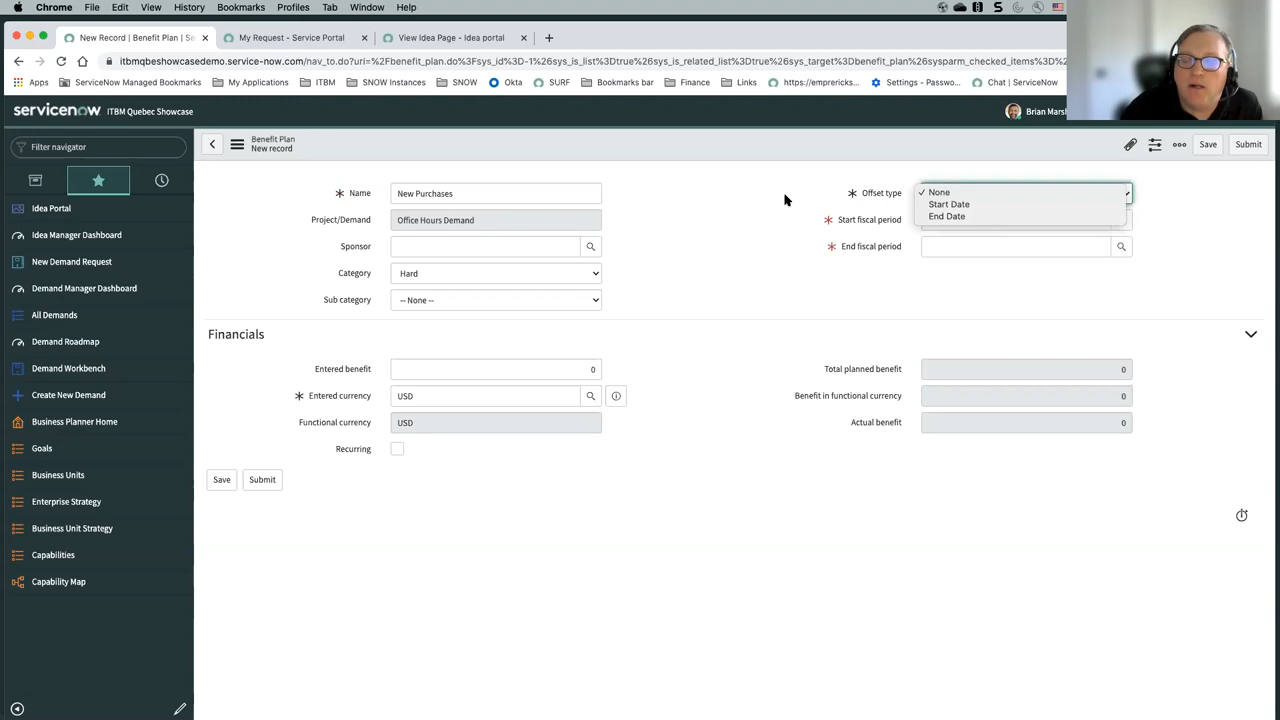 Chrome File Edit View History Bookmarks Profiles Tab Window Help
New Record | Benefit Plan | Se
My Request - Service Portal
View Idea Page - Idea portal
itbmqbeshowcasedemo.service-now.com/nav_to.do?uri=%2Fbenefit_plan.do%3Fsys_id%3D-1%26sys_is_list%3Dtrue%26sys_is_related_list%3Dtrue%26sys_target%3Dbenefit_plan%26sysparm_checked_items%3D%2
Apps ServiceNow Managed Bookmarks My Applications ITBM SNOW Instances SNOW Okta SURF Bookmarks bar Finance Links https://emprericks... Settings - Passwo... Chat | ServiceNow
servicenow ITBM Quebec Showcase
Brian Marsh
Filter navigator
Benefit Plan
New record
Save Submit
Idea Portal
Idea Manager Dashboard
New Demand Request
Demand Manager Dashboard
All Demands
Demand Roadmap
Demand Workbench
Create New Demand
Business Planner Home
Goals
Business Units
Enterprise Strategy
Business Unit Strategy
Capabilities
Capability Map
Name New Purchases
Project/Demand Office Hours Demand
Sponsor
Category Hard
Sub category -- None --
Offset type
None
Start Date
End Date
Start fiscal period
End fiscal period
Financials
Entered benefit 0
Entered currency USD
Functional currency USD
Recurring
Total planned benefit 0
Benefit in functional currency 0
Actual benefit 0
Save Submit